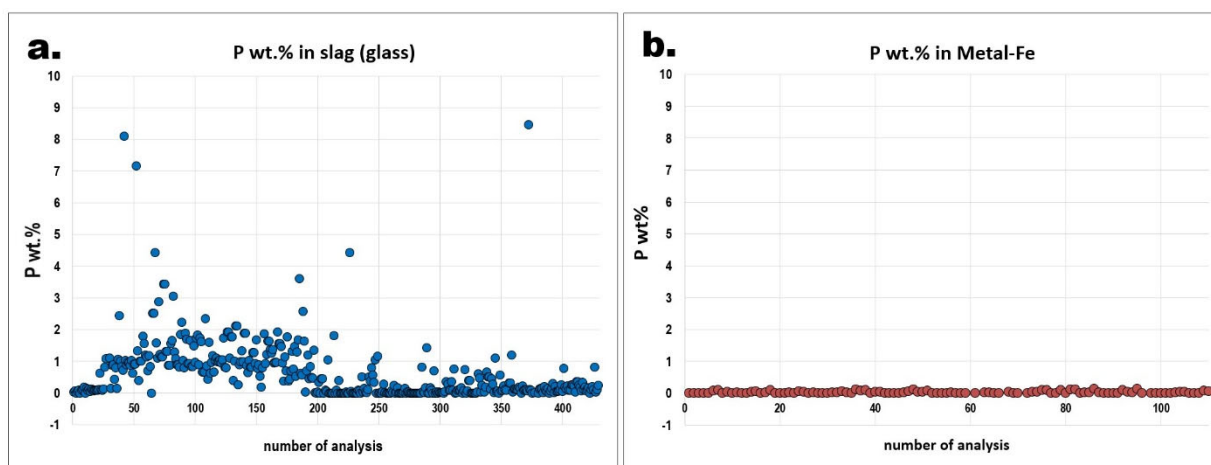 a.
P wt.% in slag (glass)
P wt.%
10
9
8
7
6
5
4
3
2
1
0
-1
0 50 100 150 200 250 300 350 400
number of analysis
b.
P wt.% in Metal-Fe
P wt%
10
9
8
7
6
5
4
3
2
1
0
-1
0 20 40 60 80 100
number of analysis